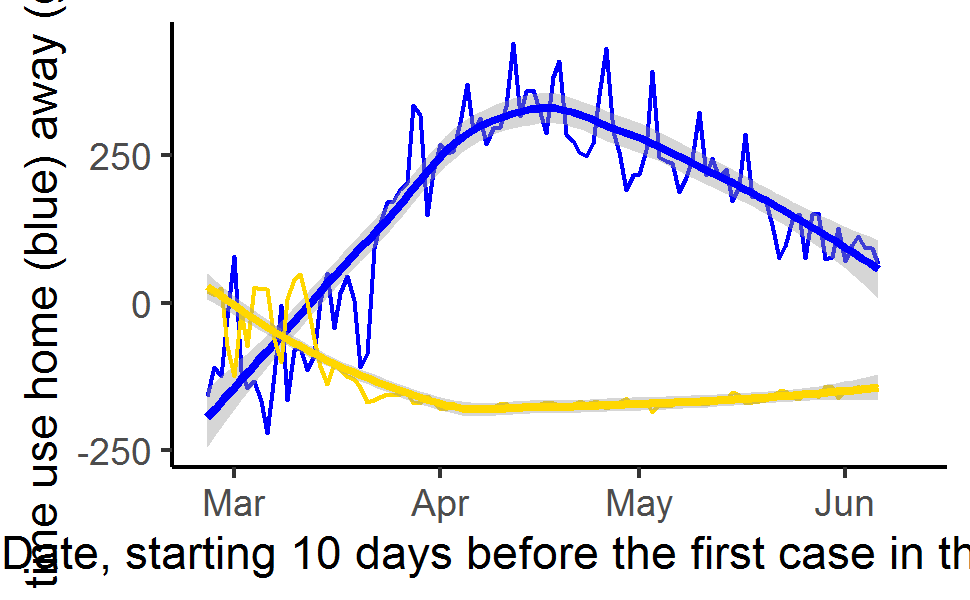 time use home (blue) away (
250
0
-250
Mar Apr May Jun
Date, starting 10 days before the first case in th